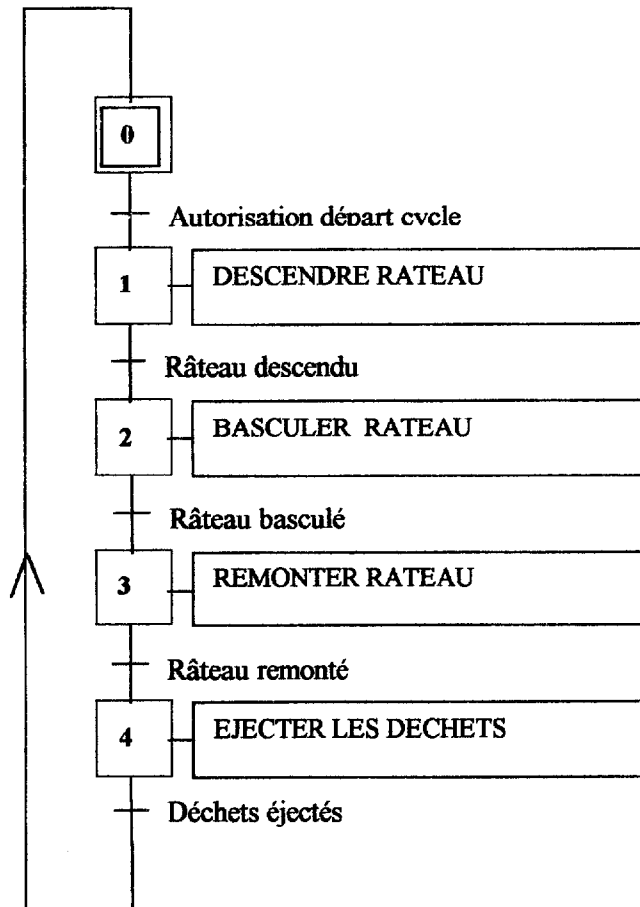 0
Autorisation départ cycle
1 DESCENDRE RATEAU
Râteau descendu
2 BASCULER RATEAU
Râteau basculé
3 REMONTER RATEAU
Râteau remonté
4 EJECTER LES DECHETS
Déchets éjectés